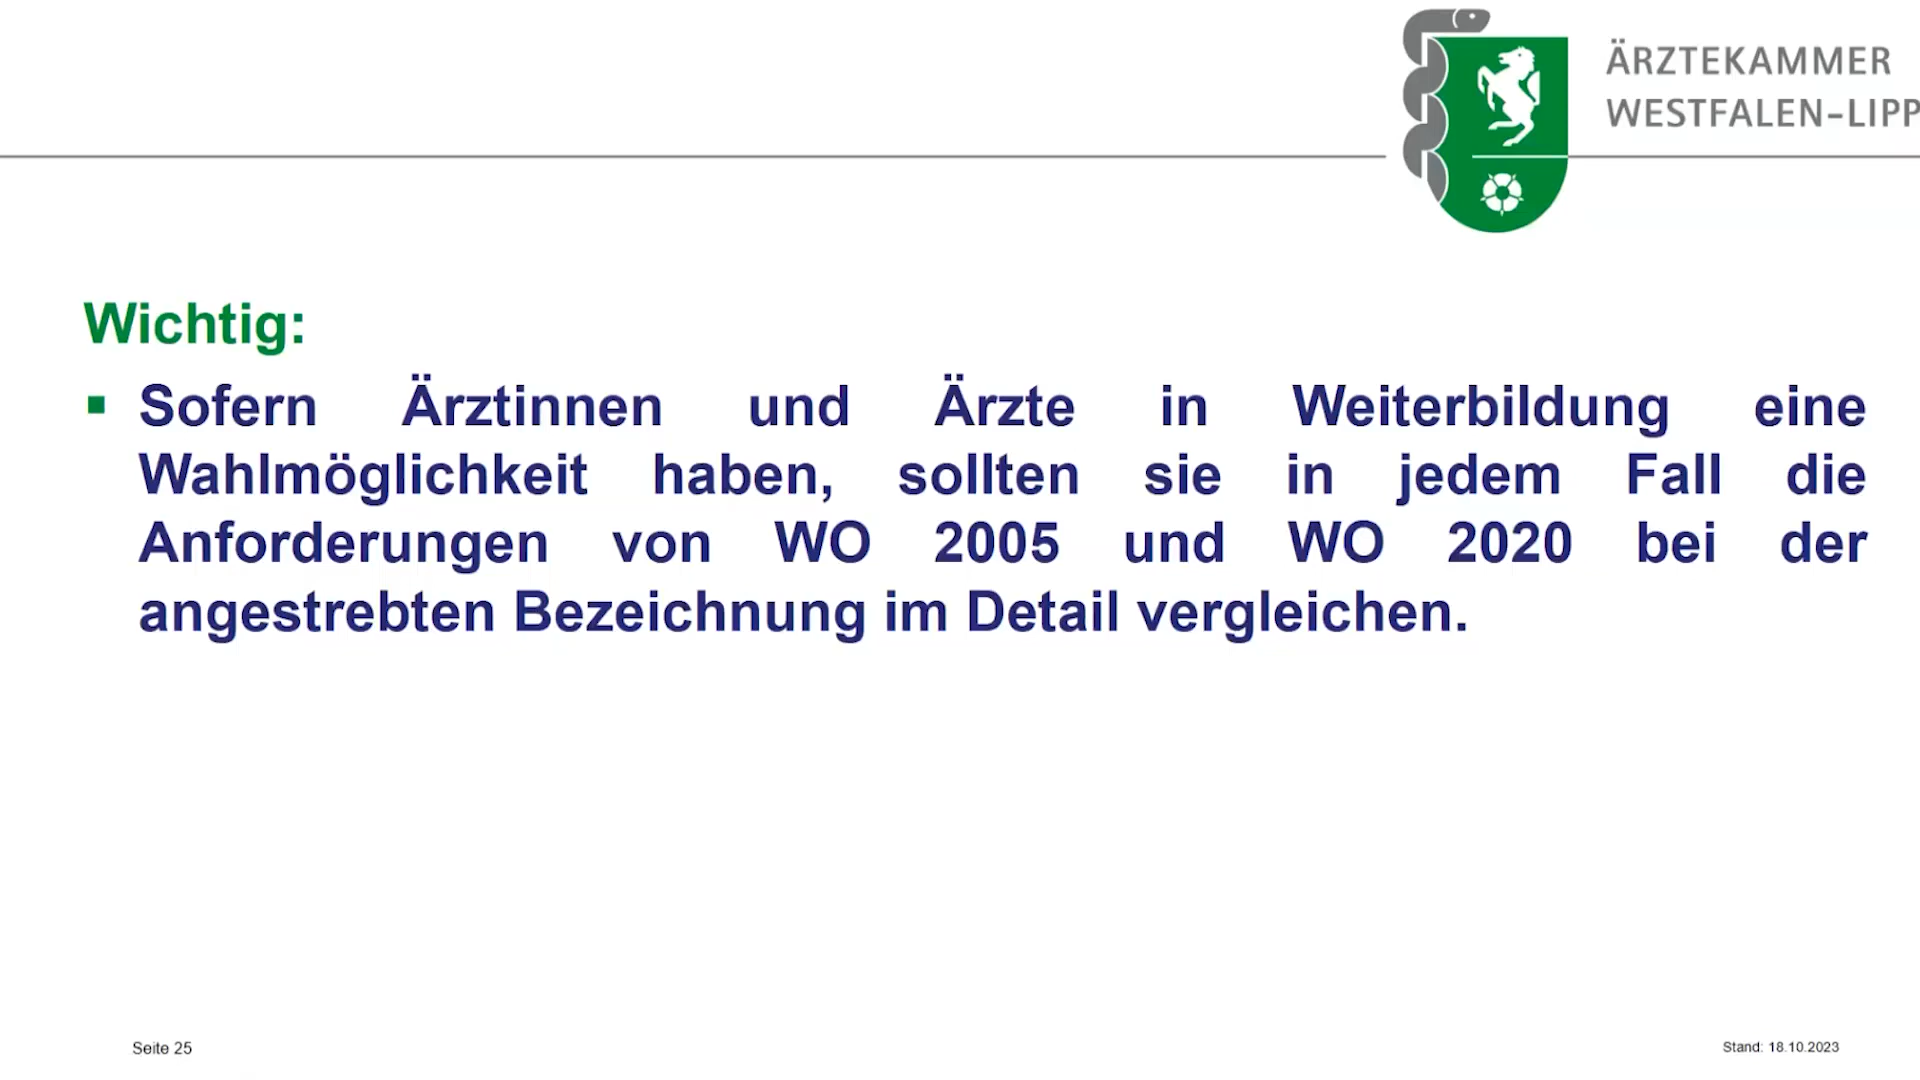 ÄRZTEKAMMER
WESTFALEN-LIPP
Wichtig:
▪ Sofern Ärztinnen und Ärzte in Weiterbildung eine
Wahlmöglichkeit haben, sollten sie in jedem Fall die
Anforderungen von WO 2005 und WO 2020 bei der
angestrebten Bezeichnung im Detail vergleichen.
Seite 25
Stand: 18.10.2023